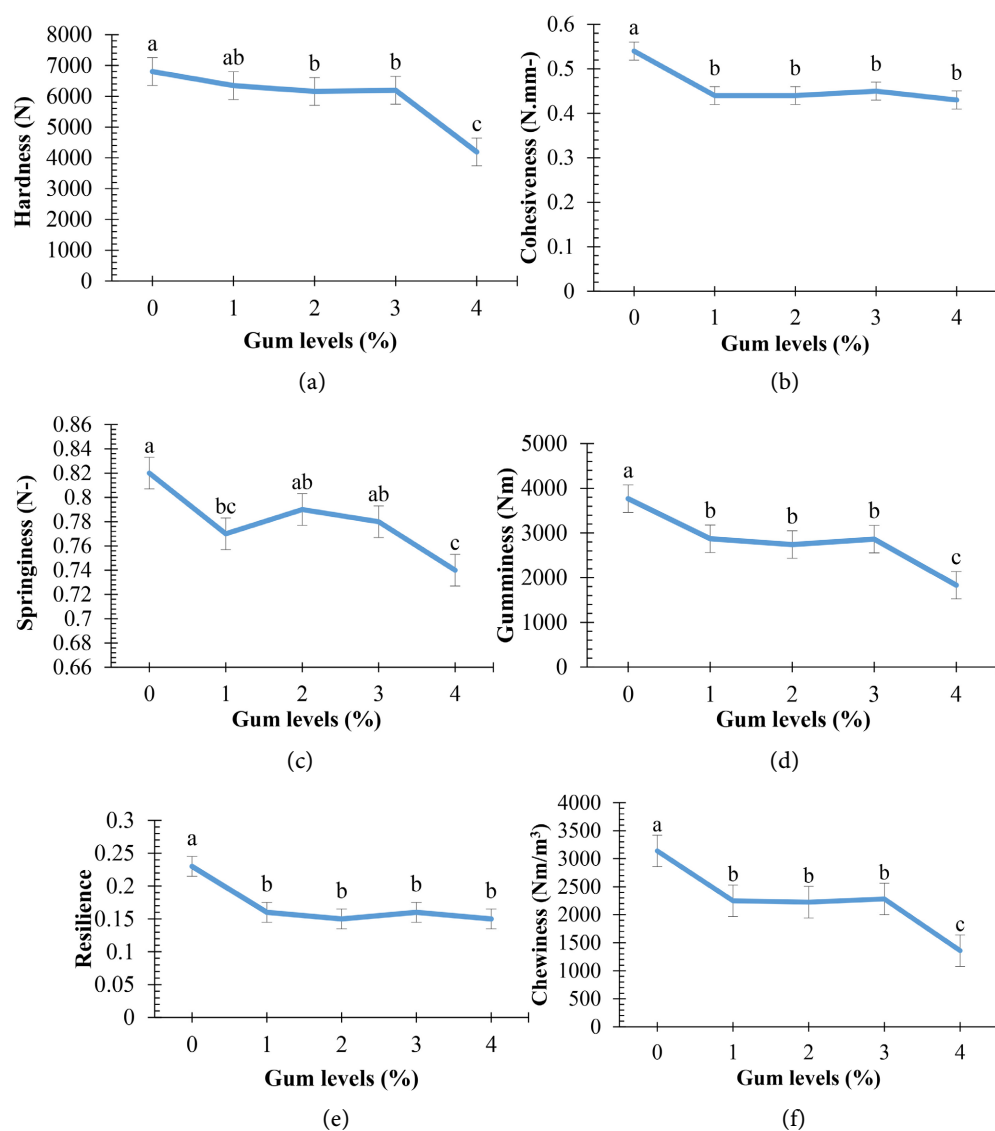 8000
7000
6000
5000
4000
3000
2000
1000
0
Hardness (N)
a
ab
b
b
c
0 1 2 3 4
Gum levels (%)
(a)
0.6
0.5
0.4
0.3
0.2
0.1
0
Cohesiveness (N.mm-)
a
b
b
b
b
0 1 2 3 4
Gum levels (%)
(b)
0.86
0.84
0.82
0.8
0.78
0.76
0.74
0.72
0.7
0.68
0.66
Springiness (N-)
a
bc
ab
ab
c
0 1 2 3 4
Gum levels (%)
(c)
5000
4000
3000
2000
1000
0
Gumminess (Nm)
a
b
b
b
c
0 1 2 3 4
Gum levels (%)
(d)
0.3
0.25
0.2
0.15
0.1
0.05
0
Resilience
a
b
b
b
b
0 1 2 3 4
Gum levels (%)
(e)
4000
3500
3000
2500
2000
1500
1000
500
0
Chewiness (Nm/m³)
a
b
b
b
c
0 1 2 3 4
Gum levels (%)
(f)